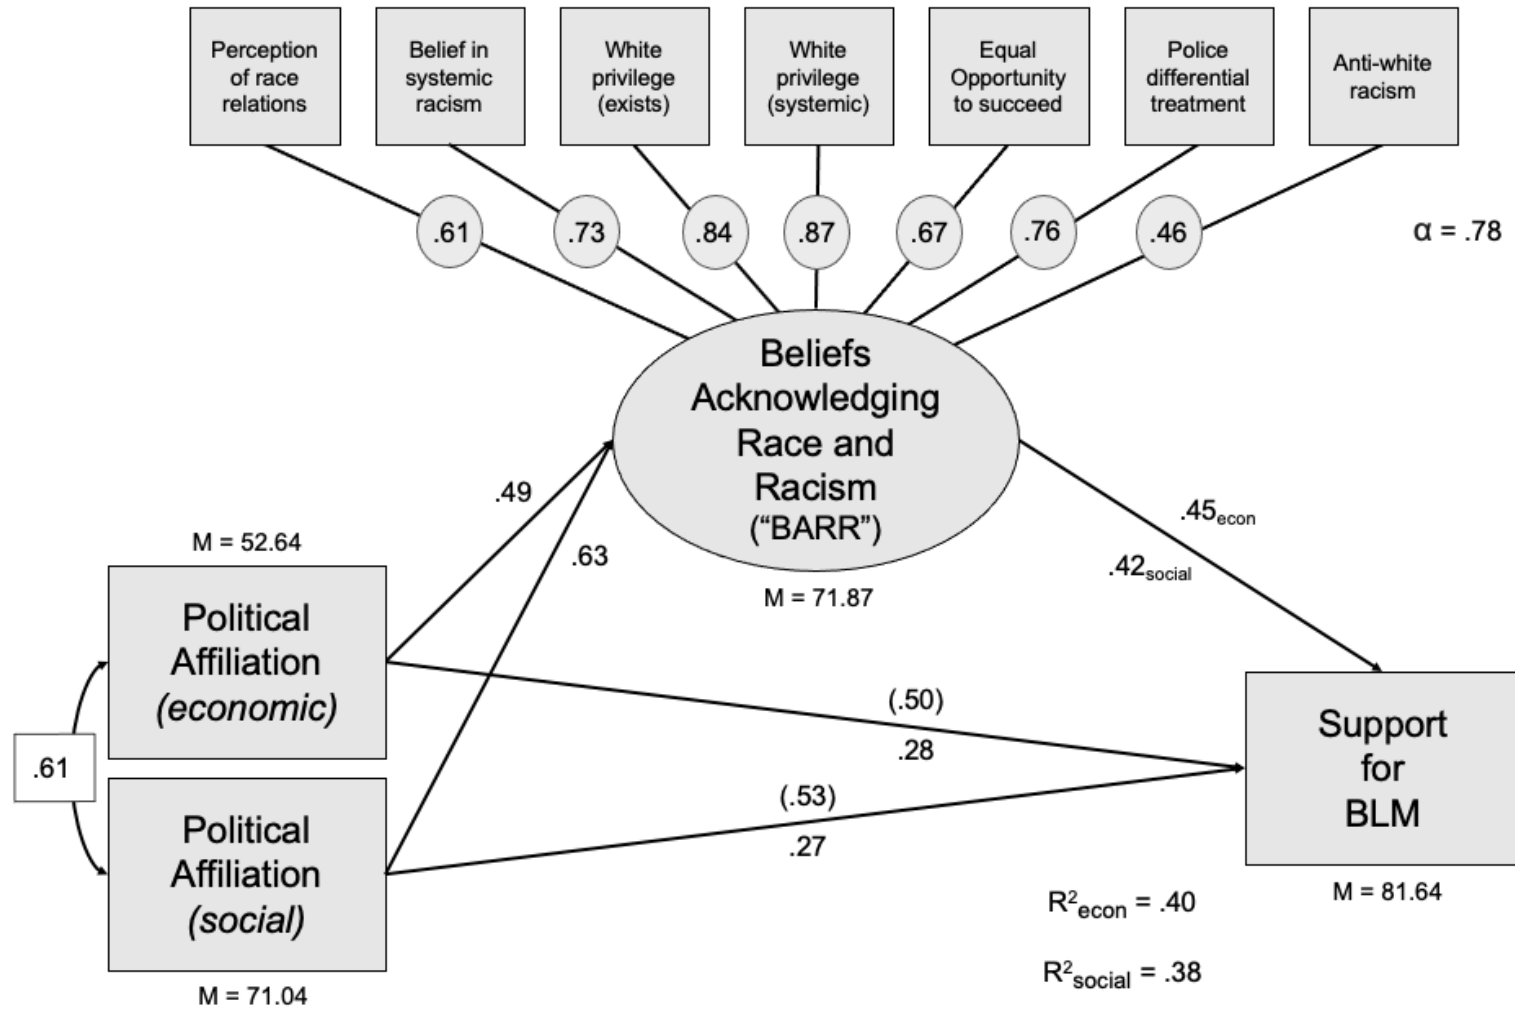 Perception
of race
relations
Belief in
systemic
racism
White
privilege
(exists)
White
privilege
(systemic)
Equal
Opportunity
to succeed
Police
differential
treatment
Anti-white
racism
.61
.73
.84
.87
.67
.76
.46
α = .78
Beliefs
Acknowledging
Race and
Racism
(“BARR”)
M = 71.87
.49
.63
.45econ
.42social
M = 52.64
Political
Affiliation
(economic)
.61
Political
Affiliation
(social)
M = 71.04
(.50)
.28
(.53)
.27
Support
for
BLM
M = 81.64
R²econ = .40
R²social = .38